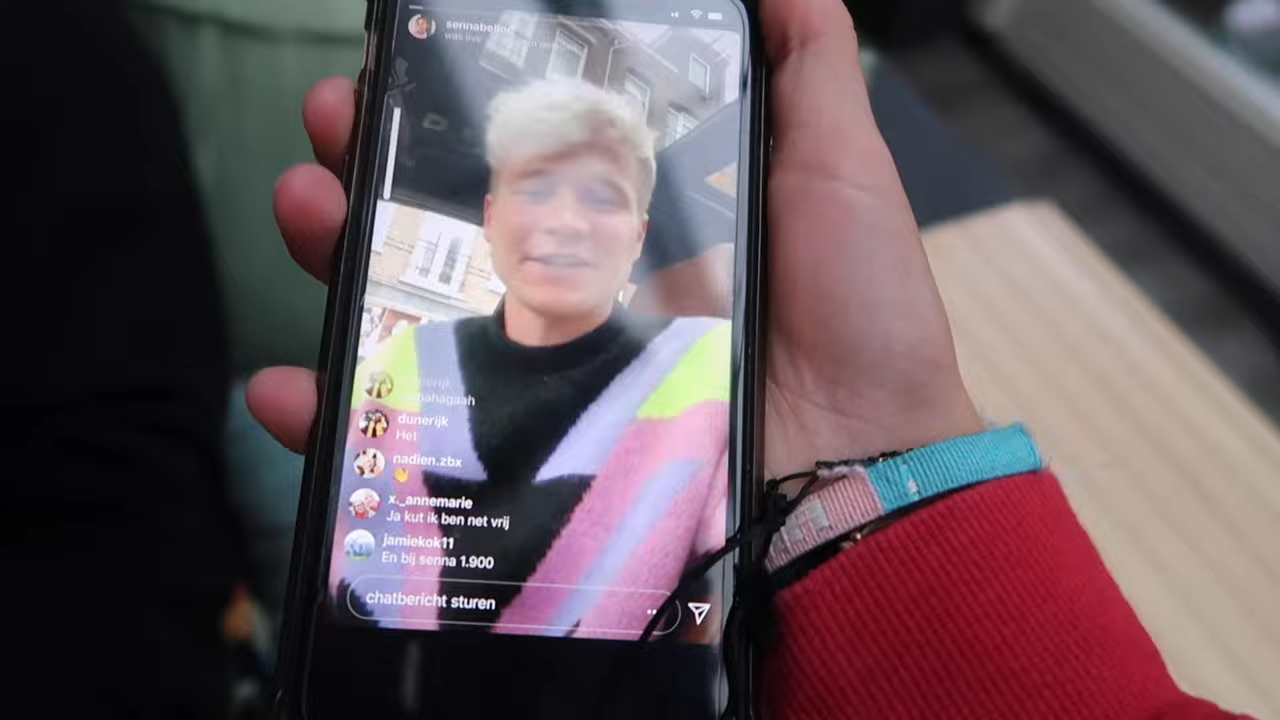 sennabellod
was live
dunerijk
Het
nadien.zbx
x._annemarie
Ja kut ik ben net vrij
jamiekok11
En bij senna 1.900
chatbericht sturen